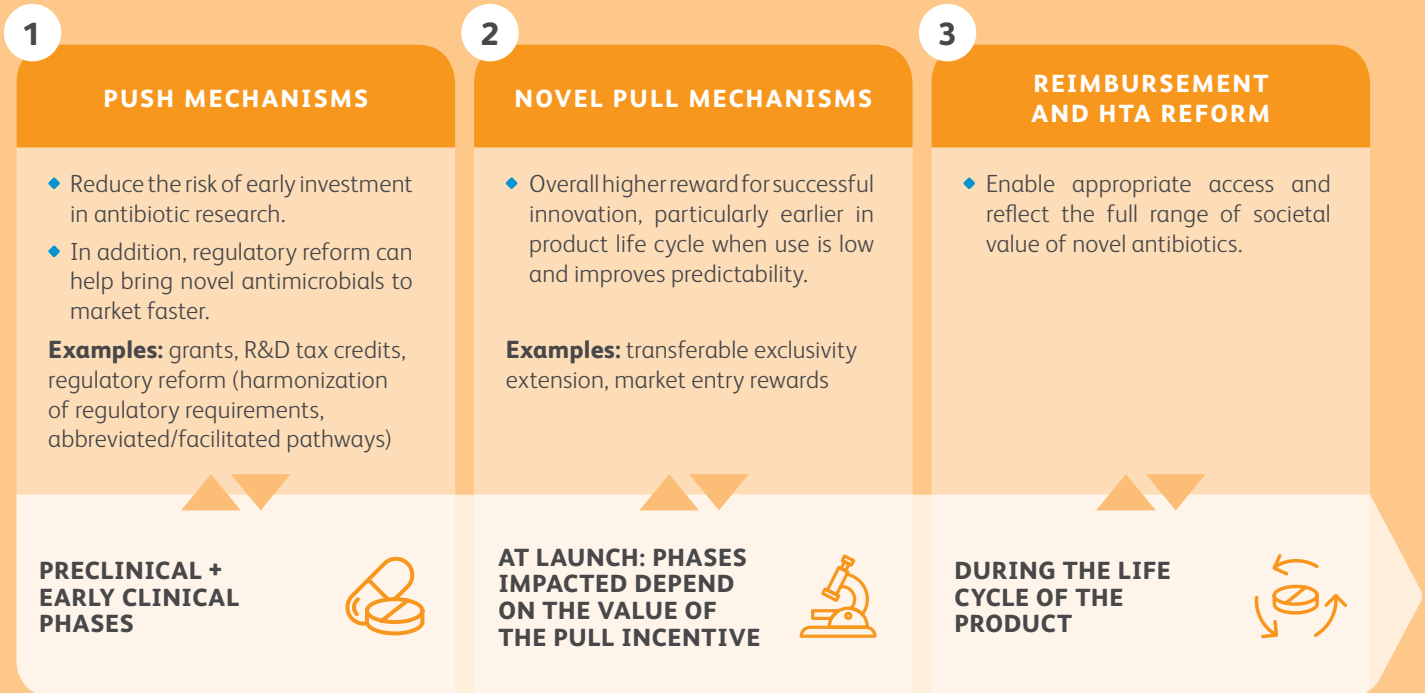 1
PUSH MECHANISMS
Reduce the risk of early investment
in antibiotic research.
In addition, regulatory reform can
help bring novel antimicrobials to
market faster.
Examples: grants, R&D tax credits,
regulatory reform (harmonization
of regulatory requirements,
abbreviated/facilitated pathways)
PRECLINICAL +
EARLY CLINICAL
PHASES
2
NOVEL PULL MECHANISMS
Overall higher reward for successful
innovation, particularly earlier in
product life cycle when use is low
and improves predictability.
Examples: transferable exclusivity
extension, market entry rewards
AT LAUNCH: PHASES
IMPACTED DEPEND
ON THE VALUE OF
THE PULL INCENTIVE
3
REIMBURSEMENT
AND HTA REFORM
Enable appropriate access and
reflect the full range of societal
value of novel antibiotics.
DURING THE LIFE
CYCLE OF THE
PRODUCT